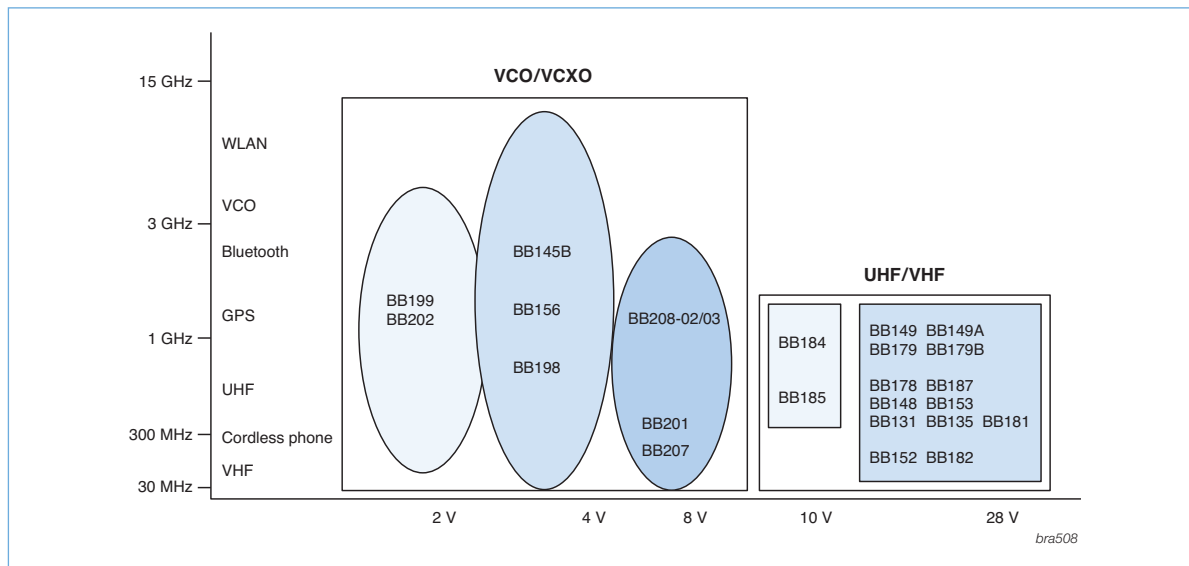 VCO/VCXO
15 GHz
WLAN
VCO
3 GHz
Bluetooth
GPS
1 GHz
UHF
300 MHz
Cordless phone
VHF
30 MHz
BB199
BB202
BB145B
BB156
BB198
BB208-02/03
BB201
BB207
UHF/VHF
BB184
BB185
BB149 BB149A
BB179 BB179B
BB178 BB187
BB148 BB153
BB131 BB135 BB181
BB152 BB182
2 V 4 V 8 V 10 V 28 V
bra508